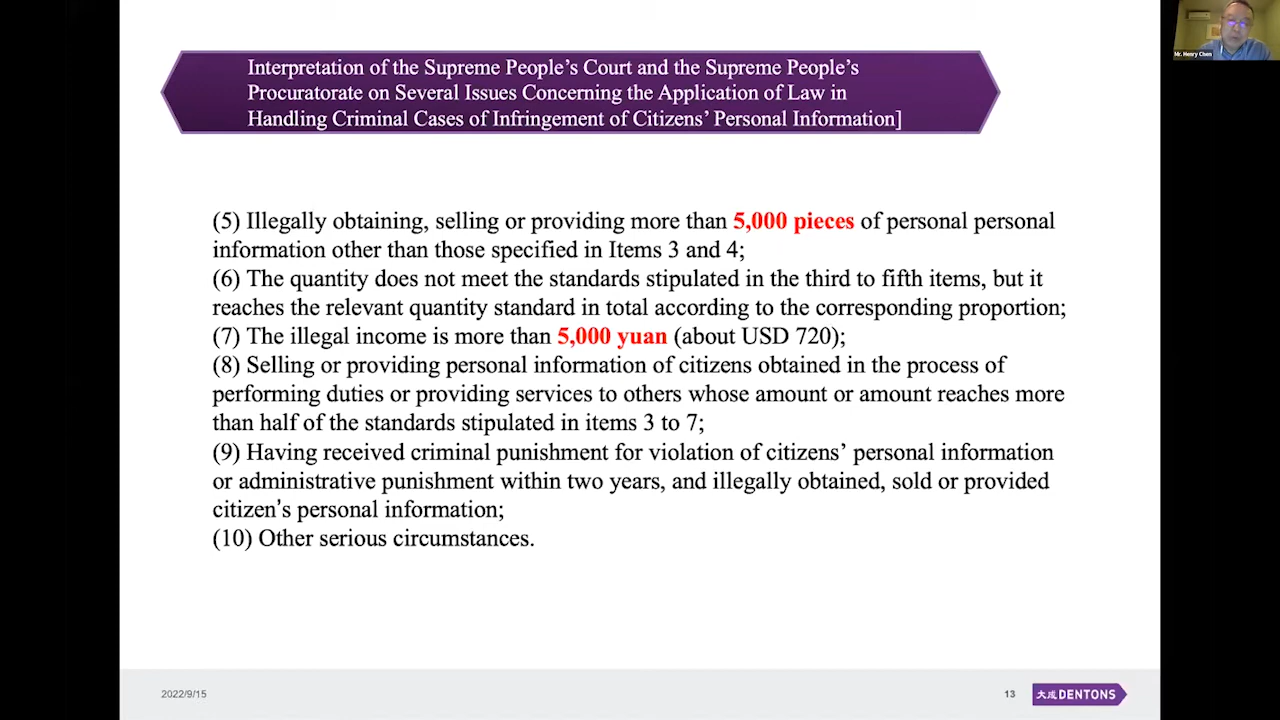 Mr. Henry Chen
Interpretation of the Supreme People's Court and the Supreme People's
Procuratorate on Several Issues Concerning the Application of Law in
Handling Criminal Cases of Infringement of Citizens' Personal Information]
(5) Illegally obtaining, selling or providing more than 5,000 pieces of personal personal
information other than those specified in Items 3 and 4;
(6) The quantity does not meet the standards stipulated in the third to fifth items, but it
reaches the relevant quantity standard in total according to the corresponding proportion;
(7) The illegal income is more than 5,000 yuan (about USD 720);
(8) Selling or providing personal information of citizens obtained in the process of
performing duties or providing services to others whose amount or amount reaches more
than half of the standards stipulated in items 3 to 7;
(9) Having received criminal punishment for violation of citizens' personal information
or administrative punishment within two years, and illegally obtained, sold or provided
citizen's personal information;
(10) Other serious circumstances.
2022/9/15
13
大成 DENTONS